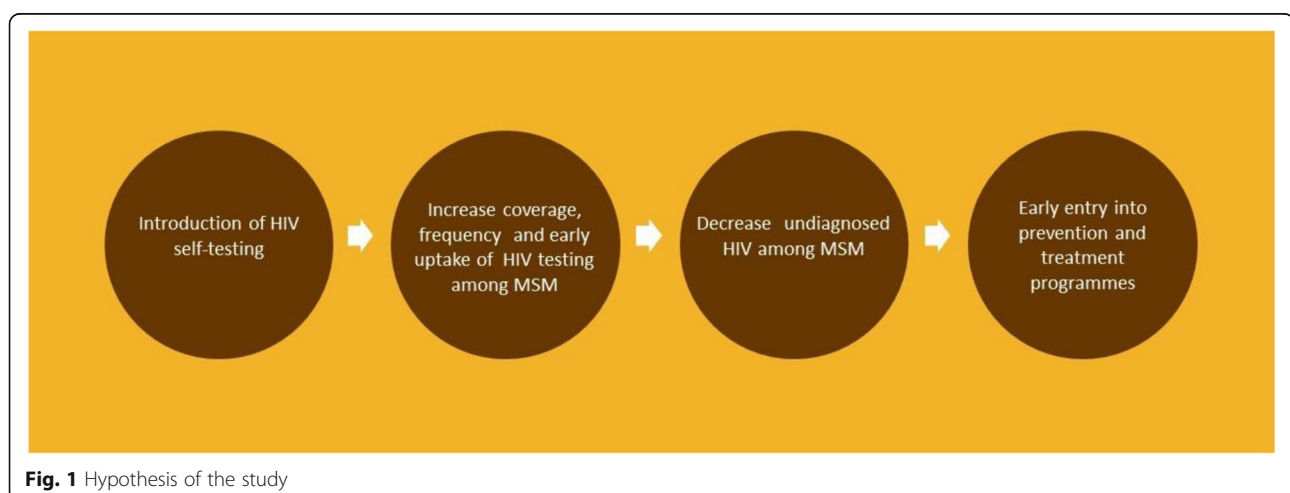 Introduction of HIV
self-testing
Increase coverage,
frequency and early
uptake of HIV testing
among MSM
Decrease undiagnosed
HIV among MSM
Early entry into
prevention and
treatment
programmes
Fig. 1 Hypothesis of the study